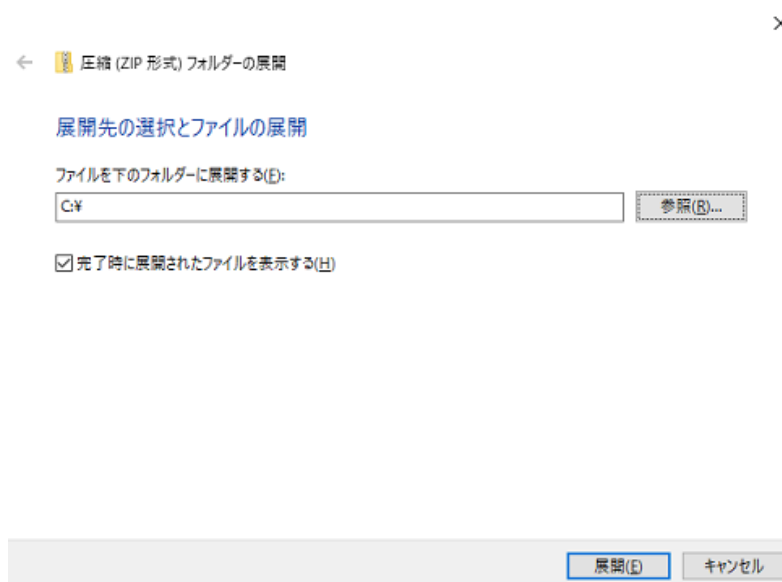 圧縮 (ZIP 形式) フォルダーの展開
展開先の選択とファイルの展開
ファイルを下のフォルダーに展開する(F):
C:¥
参照(R)...
完了時に展開されたファイルを表示する(H)
展開(E)
キャンセル